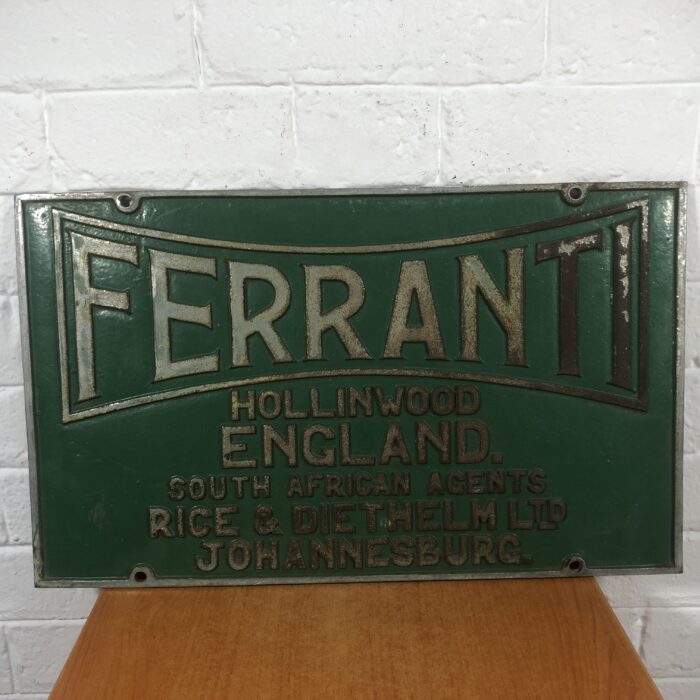 FERRANTI
HOLLINWOOD
ENGLAND.
SOUTH AFRICAN AGENTS
RICE & DIETHELM LTD
JOHANNESBURG.